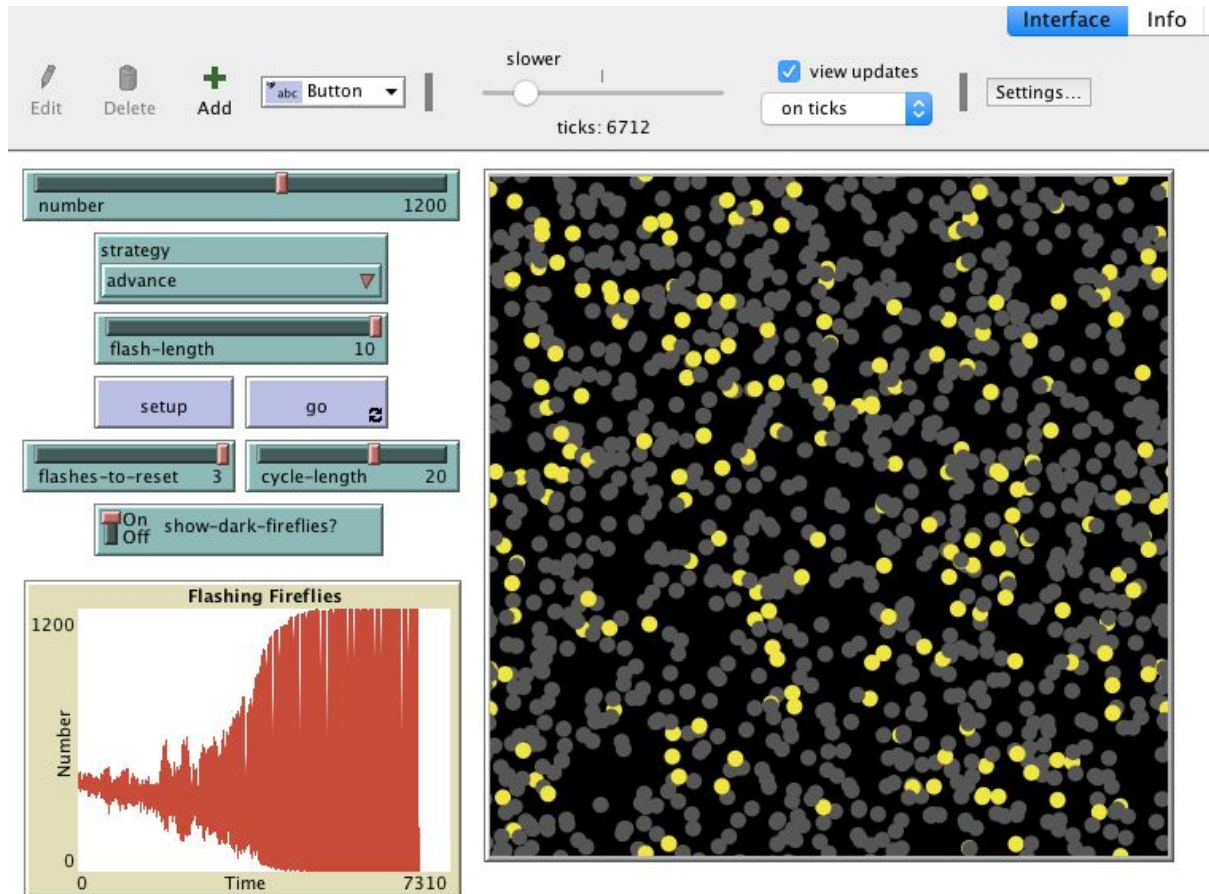 Interface Info
slower
view updates
Edit Delete Add abc Button on ticks Settings...
ticks: 6712
number 1200
strategy
advance
flash-length 10
setup go
flashes-to-reset 3 cycle-length 20
On
Off show-dark-fireflies?
Flashing Fireflies
1200
Number
0
0 Time 7310